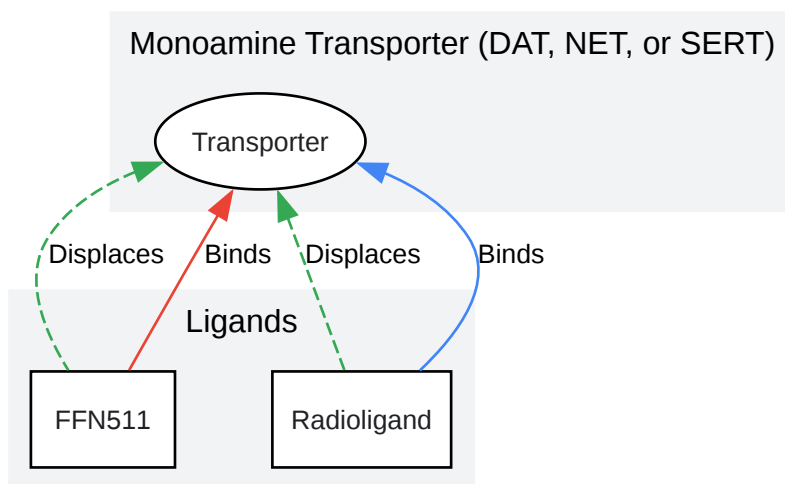 Monoamine Transporter (DAT, NET, or SERT)
Transporter
Displaces
Binds
Displaces
Binds
Ligands
FFN511
Radioligand